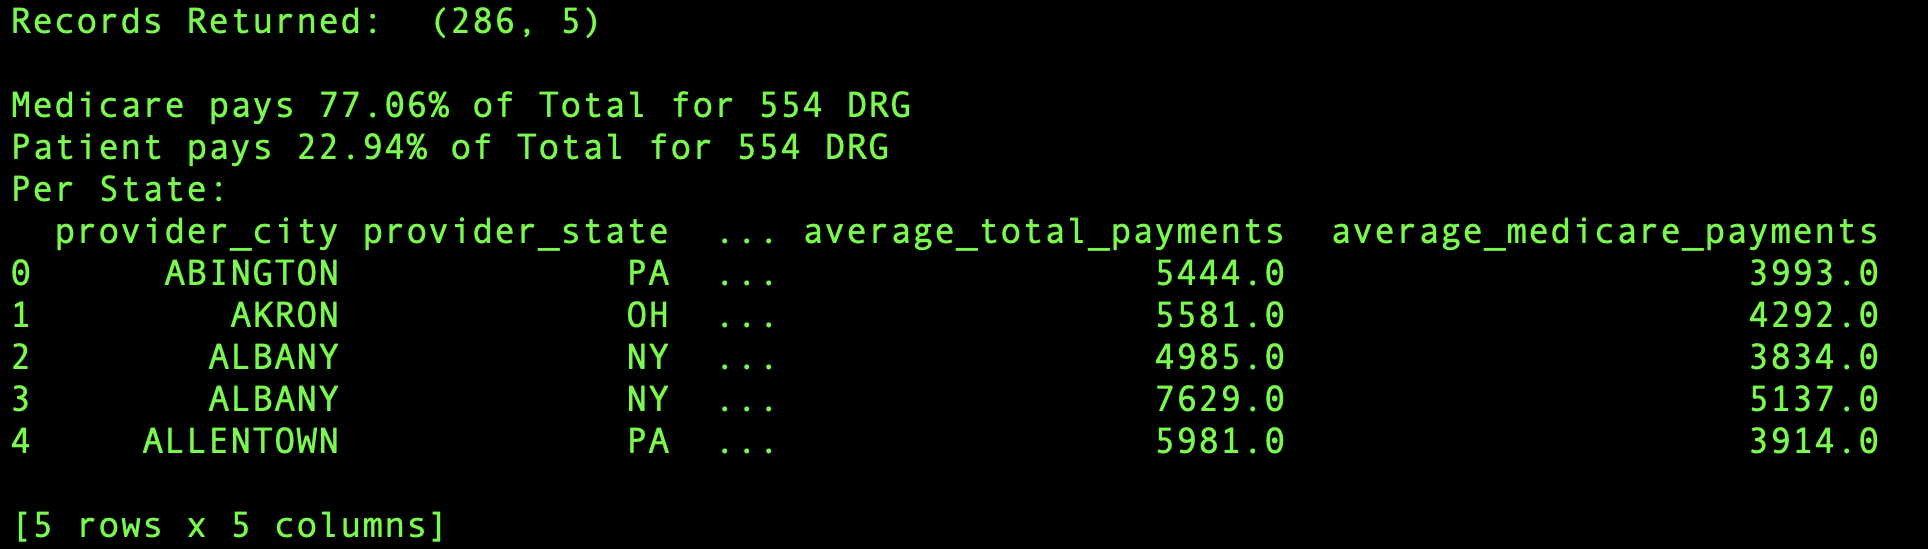 Records Returned:  (286, 5)
Medicare pays 77.06% of Total for 554 DRG
Patient pays 22.94% of Total for 554 DRG
Per State:
  provider_city provider_state  ... average_total_payments  average_medicare_payments
0      ABINGTON             PA  ...                 5444.0                     3993.0
1         AKRON             OH  ...                 5581.0                     4292.0
2        ALBANY             NY  ...                 4985.0                     3834.0
3        ALBANY             NY  ...                 7629.0                     5137.0
4     ALLENTOWN             PA  ...                 5981.0                     3914.0
[5 rows x 5 columns]